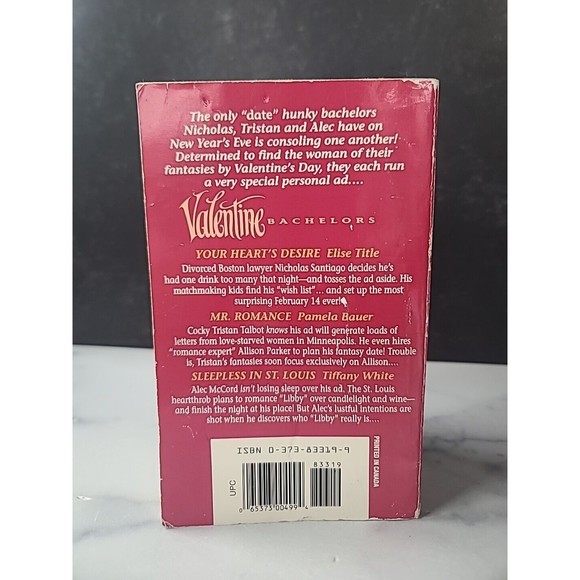 The only "date" hunky bachelors
Nicholas, Tristan and Alec have on
New Year's Eve is consoling one another!
Determined to find the woman of their
fantasies by Valentine's Day, they each run
a very special personal ad....
Valentine BACHELORS
YOUR HEART'S DESIRE Elise Title
Divorced Boston lawyer Nicholas Santiago decides he's
had one drink too many that night—and tosses the ad aside. His
matchmaking kids find his "wish list"... and set up the most
surprising February 14 ever!
MR. ROMANCE Pamela Bauer
Cocky Tristan Talbot knows his ad will generate loads of
letters from love-starved women in Minneapolis. He even hires
"romance expert" Allison Parker to plan his fantasy date! Trouble
is, Tristan's fantasies soon focus exclusively on Allison....
SLEEPLESS IN ST. LOUIS Tiffany White
Alec McCord isn't losing sleep over his ad. The St. Louis
heartthrob plans to romance "Libby" over candlelight and wine—
and finish the night at his place! But Alec's lustful intentions are
shot when he discovers who "Libby" really is....
ISBN 0-373-83319-9
83319
UPC
0 65373 00499 4
PRINTED IN CANADA